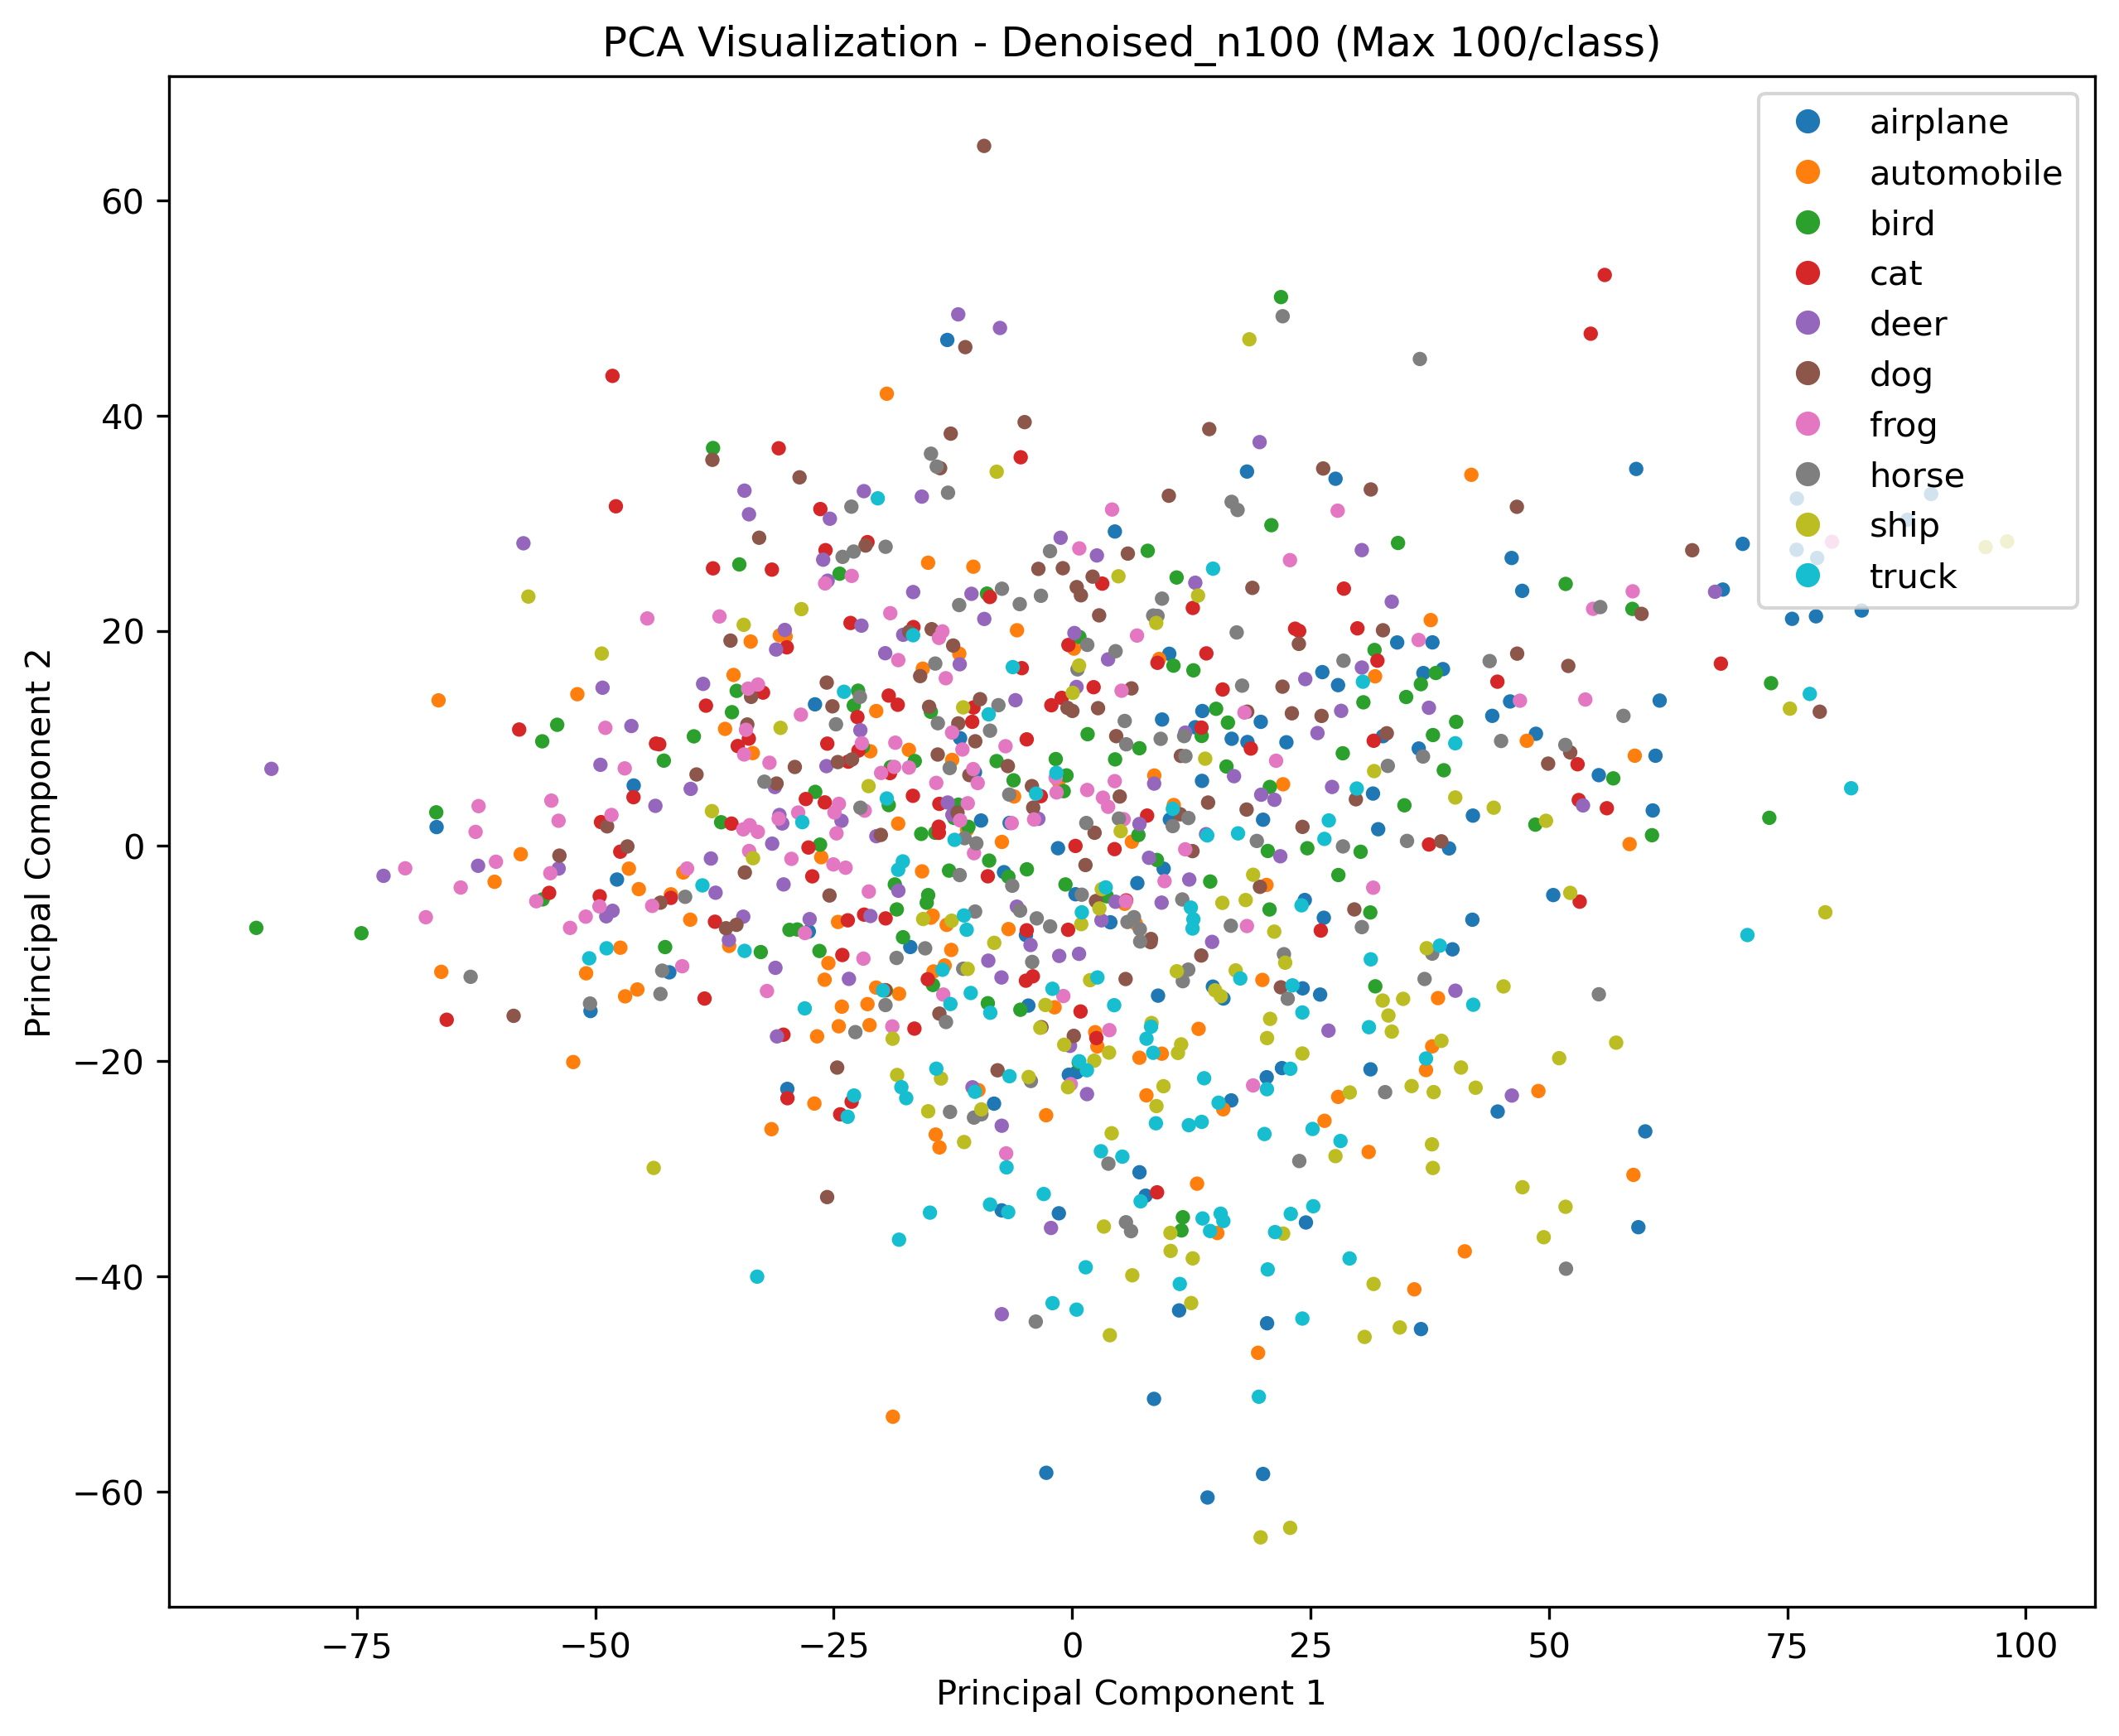 PCA Visualization - Denoised_n100 (Max 100/class)
airplane
automobile
bird
cat
deer
dog
frog
horse
ship
truck
60
40
20
0
−20
−40
−60
Principal Component 2
−75
−50
−25
0
25
50
75
100
Principal Component 1